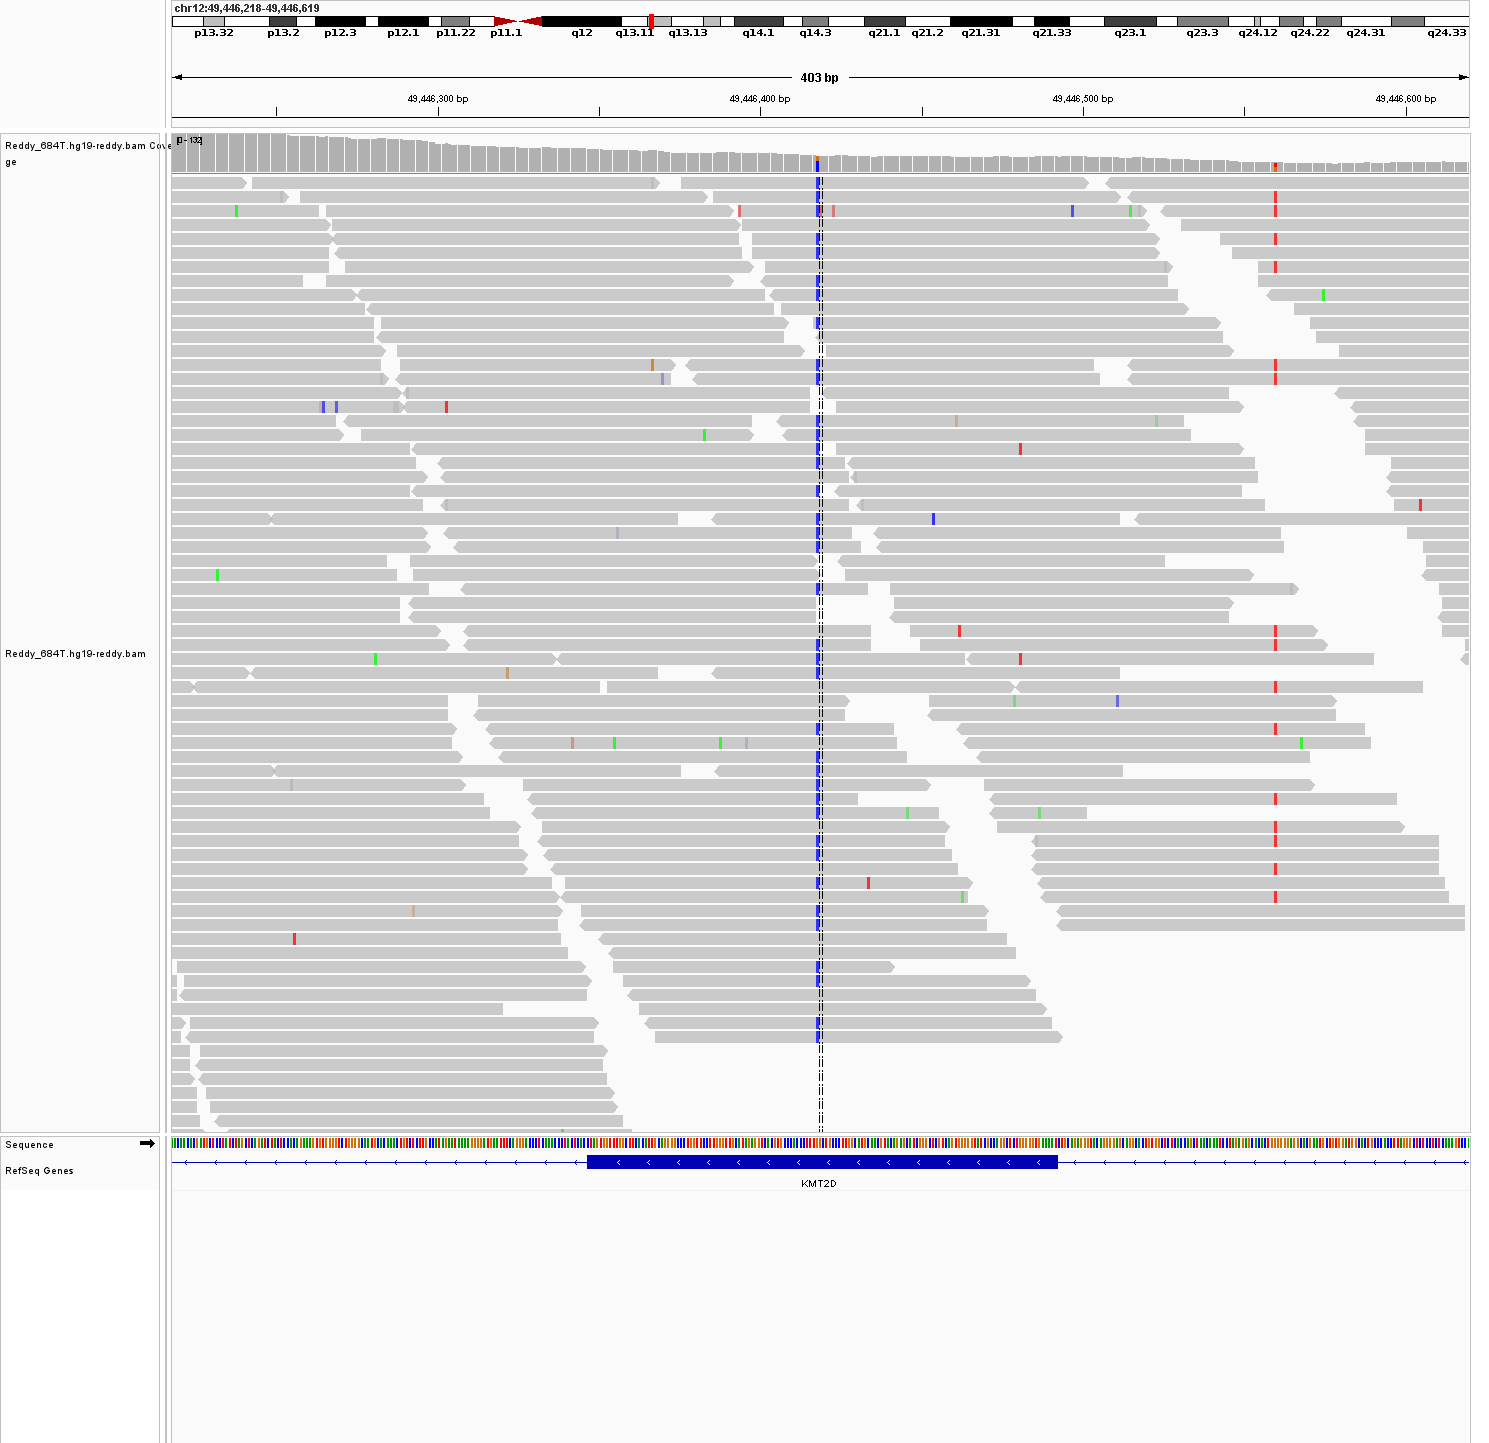 chr12:49,446,218-49,446,619
p13.32 p13.2 p12.3 p12.1 p11.22 p11.1 q12 q13.11 q13.13 q14.1 q14.3 q21.1 q21.2 q21.31 q21.33 q23.1 q23.3 q24.12 q24.22 q24.31 q24.33
403 bp
49,446,300 bp 49,446,400 bp 49,446,500 bp 49,446,600 bp
[0 - 132]
Reddy_684T.hg19-reddy.bam Cove
ge
Reddy_684T.hg19-reddy.bam
Sequence
RefSeq Genes
KMT2D